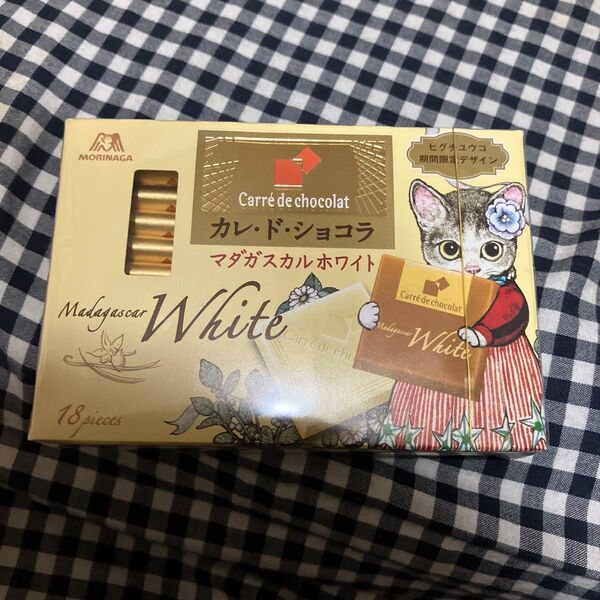 MORINAGA
ヒグチユウコ
期間限定デザイン
Carré de chocolat
カレ・ド・ショコラ
マダガスカル ホワイト
Madagascar White
Carré de chocolat
Madagascar White
Carré de cho
18 pieces